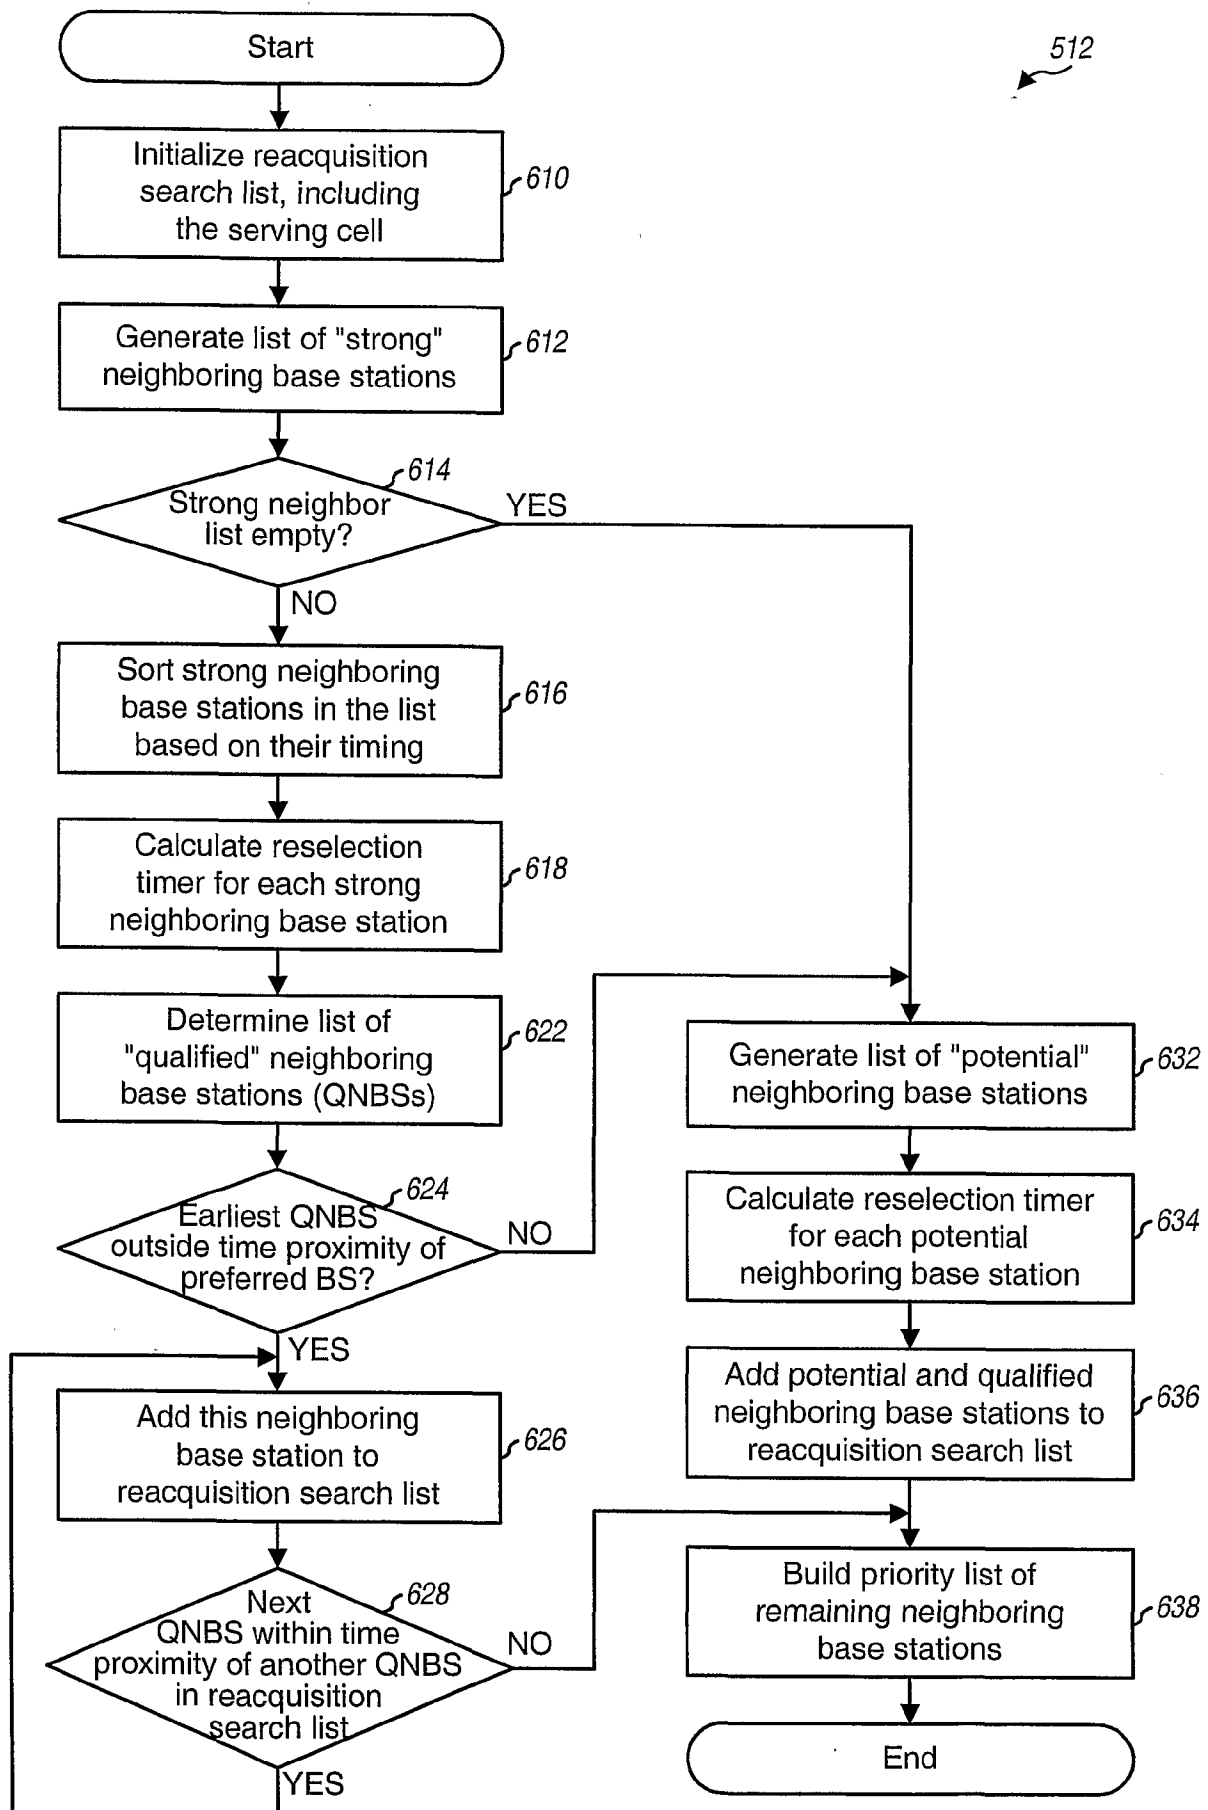 Start
512
Initialize reacquisition
search list, including
the serving cell
610
Generate list of "strong"
neighboring base stations
612
614
Strong neighbor
list empty?
YES
NO
Sort strong neighboring
base stations in the list
based on their timing
616
Calculate reselection
timer for each strong
neighboring base station
618
Determine list of
"qualified" neighboring
base stations (QNBSs)
622
624
Earliest QNBS
outside time proximity of
preferred BS?
NO
YES
Add this neighboring
base station to
reacquisition search list
626
628
Next
QNBS within time
proximity of another QNBS
in reacquisition
search list
NO
YES
Generate list of "potential"
neighboring base stations
632
Calculate reselection timer
for each potential
neighboring base station
634
Add potential and qualified
neighboring base stations to
reacquisition search list
636
Build priority list of
remaining neighboring
base stations
638
End